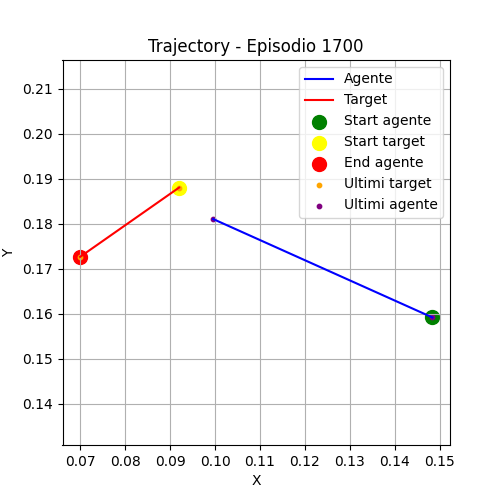 Trajectory - Episodio 1700
Agente
Target
Start agente
Start target
End agente
Ultimi target
Ultimi agente
0.21
0.20
0.19
0.18
0.17
0.16
0.15
0.14
Y
0.07 0.08 0.09 0.10 0.11 0.12 0.13 0.14 0.15
X